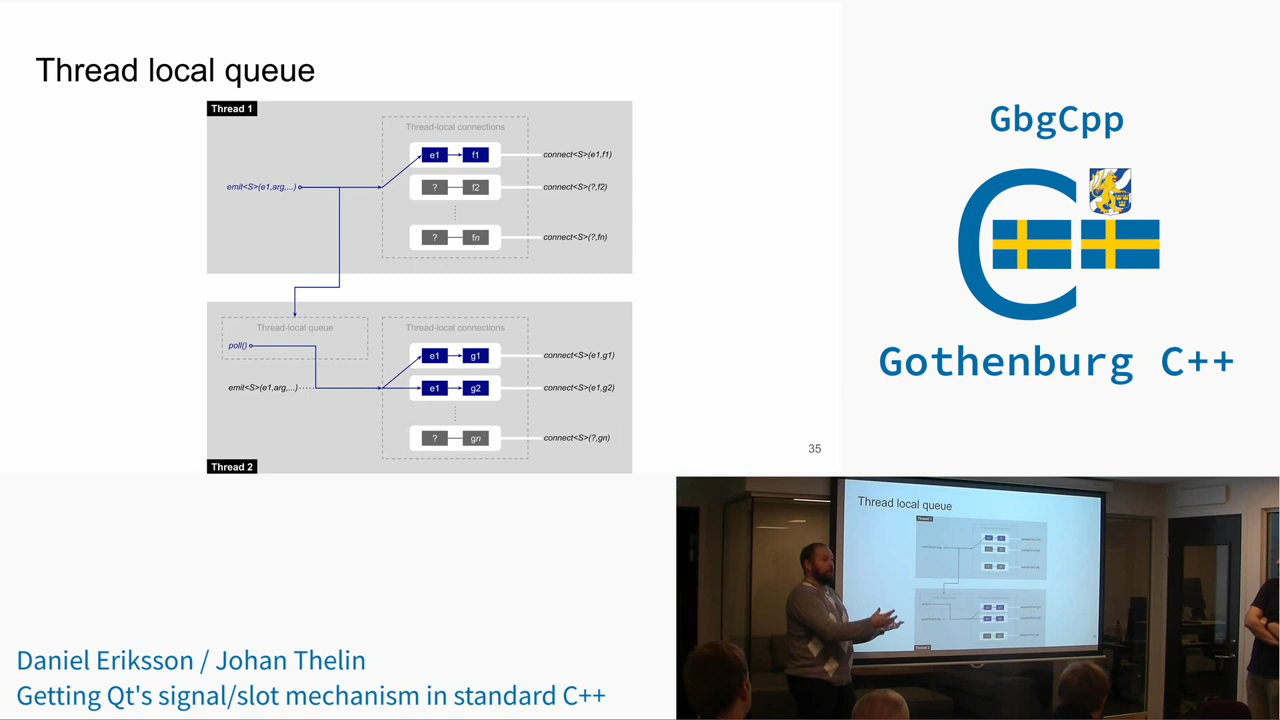 Thread local queue
Thread 1
Thread-local connections
e1 f1 connect<S>(e1,f1)
emit<S>(e1,arg,...)
? f2 connect<S>(?,f2)
? fn connect<S>(?,fn)
Thread-local queue
Thread-local connections
poll()
e1 g1 connect<S>(e1,g1)
emit<S>(e1,arg,...)
e1 g2 connect<S>(e1,g2)
? gn connect<S>(?,gn)
Thread 2
35
GbgCpp
C
Gothenburg C++
Thread local queue
Daniel Eriksson / Johan Thelin
Getting Qt's signal/slot mechanism in standard C++